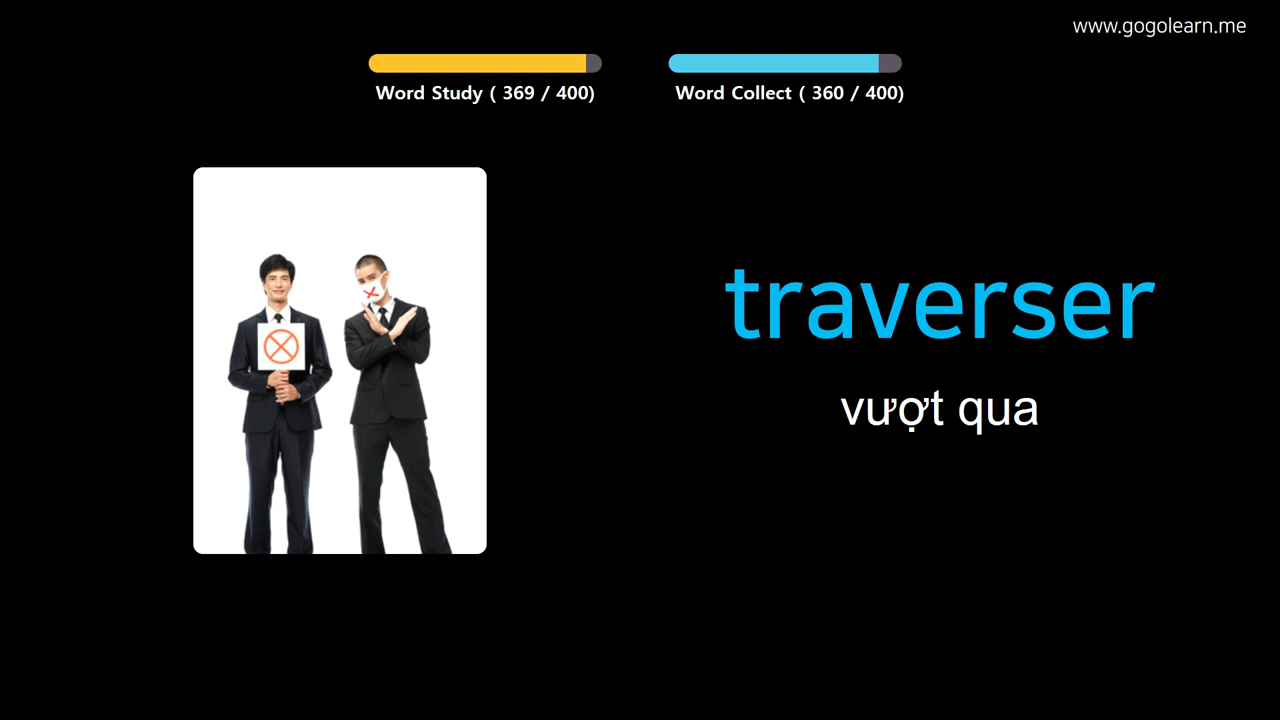 www.gogolearn.me
Word Study ( 369 / 400)
Word Collect ( 360 / 400)
traverser
vượt qua